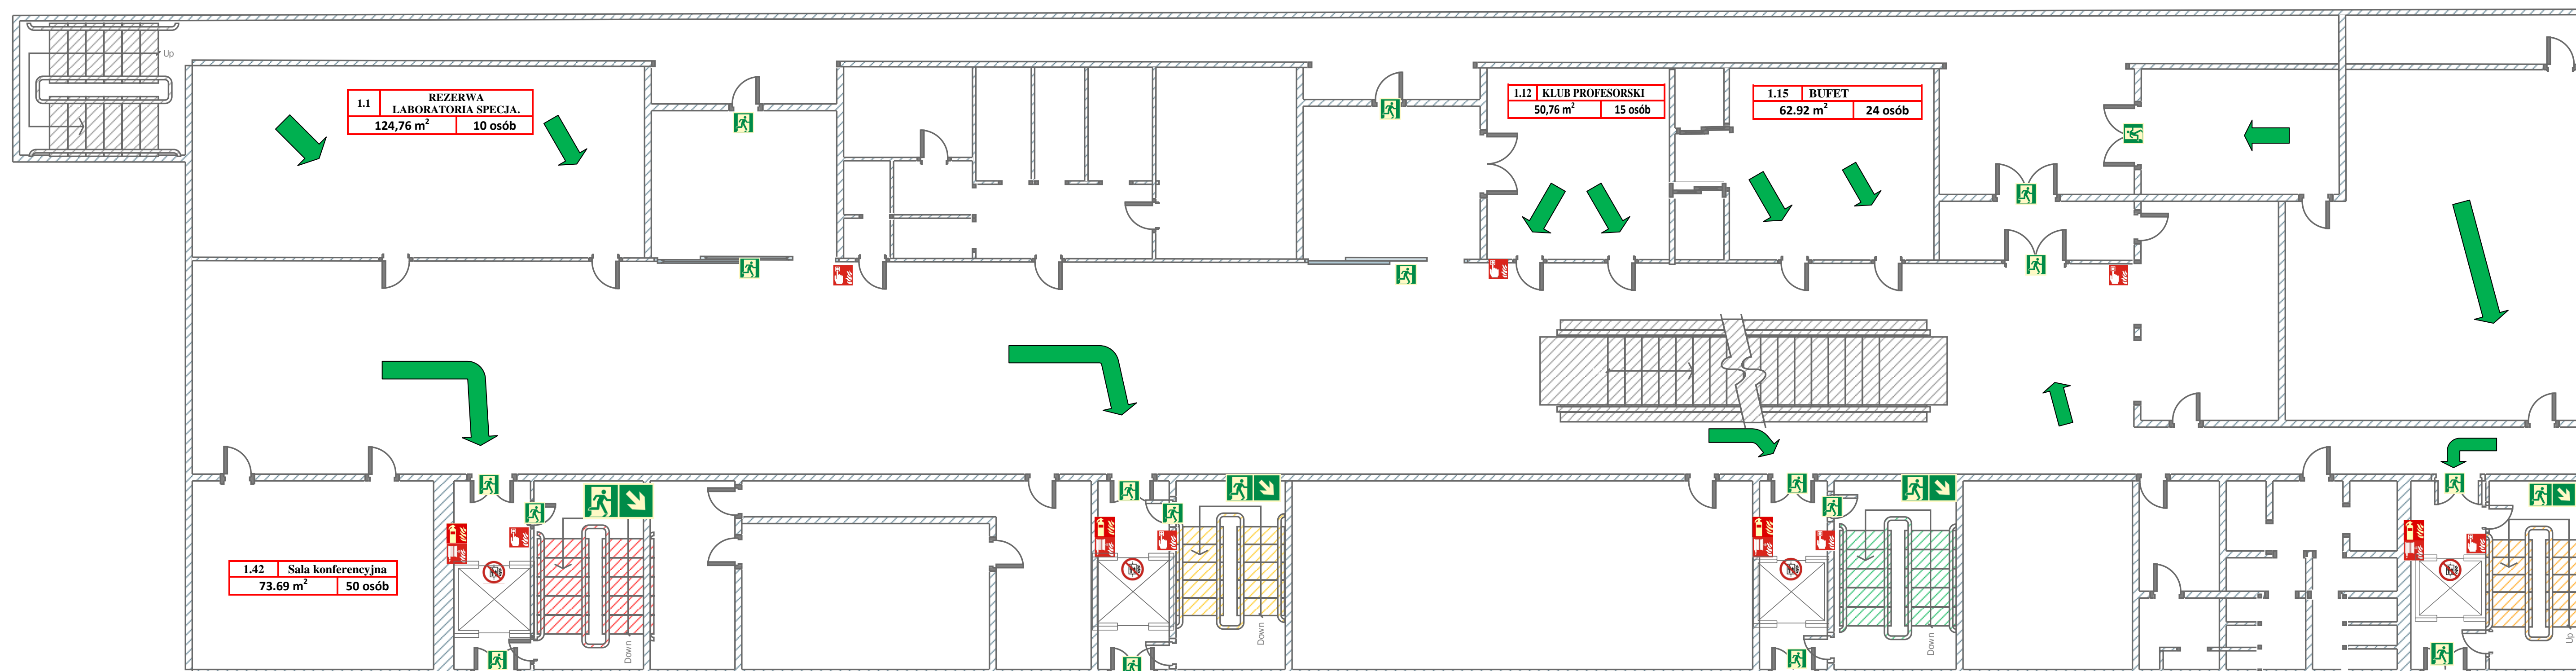 Up
1.1 REZERWA
LABORATORIA SPECJA.
124,76 m² 10 osób
1.12 KLUB PROFESORSKI
50,76 m² 15 osób
1.15 BUFET
62.92 m² 24 osób
1.42 Sala konferencyjna
73.69 m² 50 osób
Down
Down
Down
Up